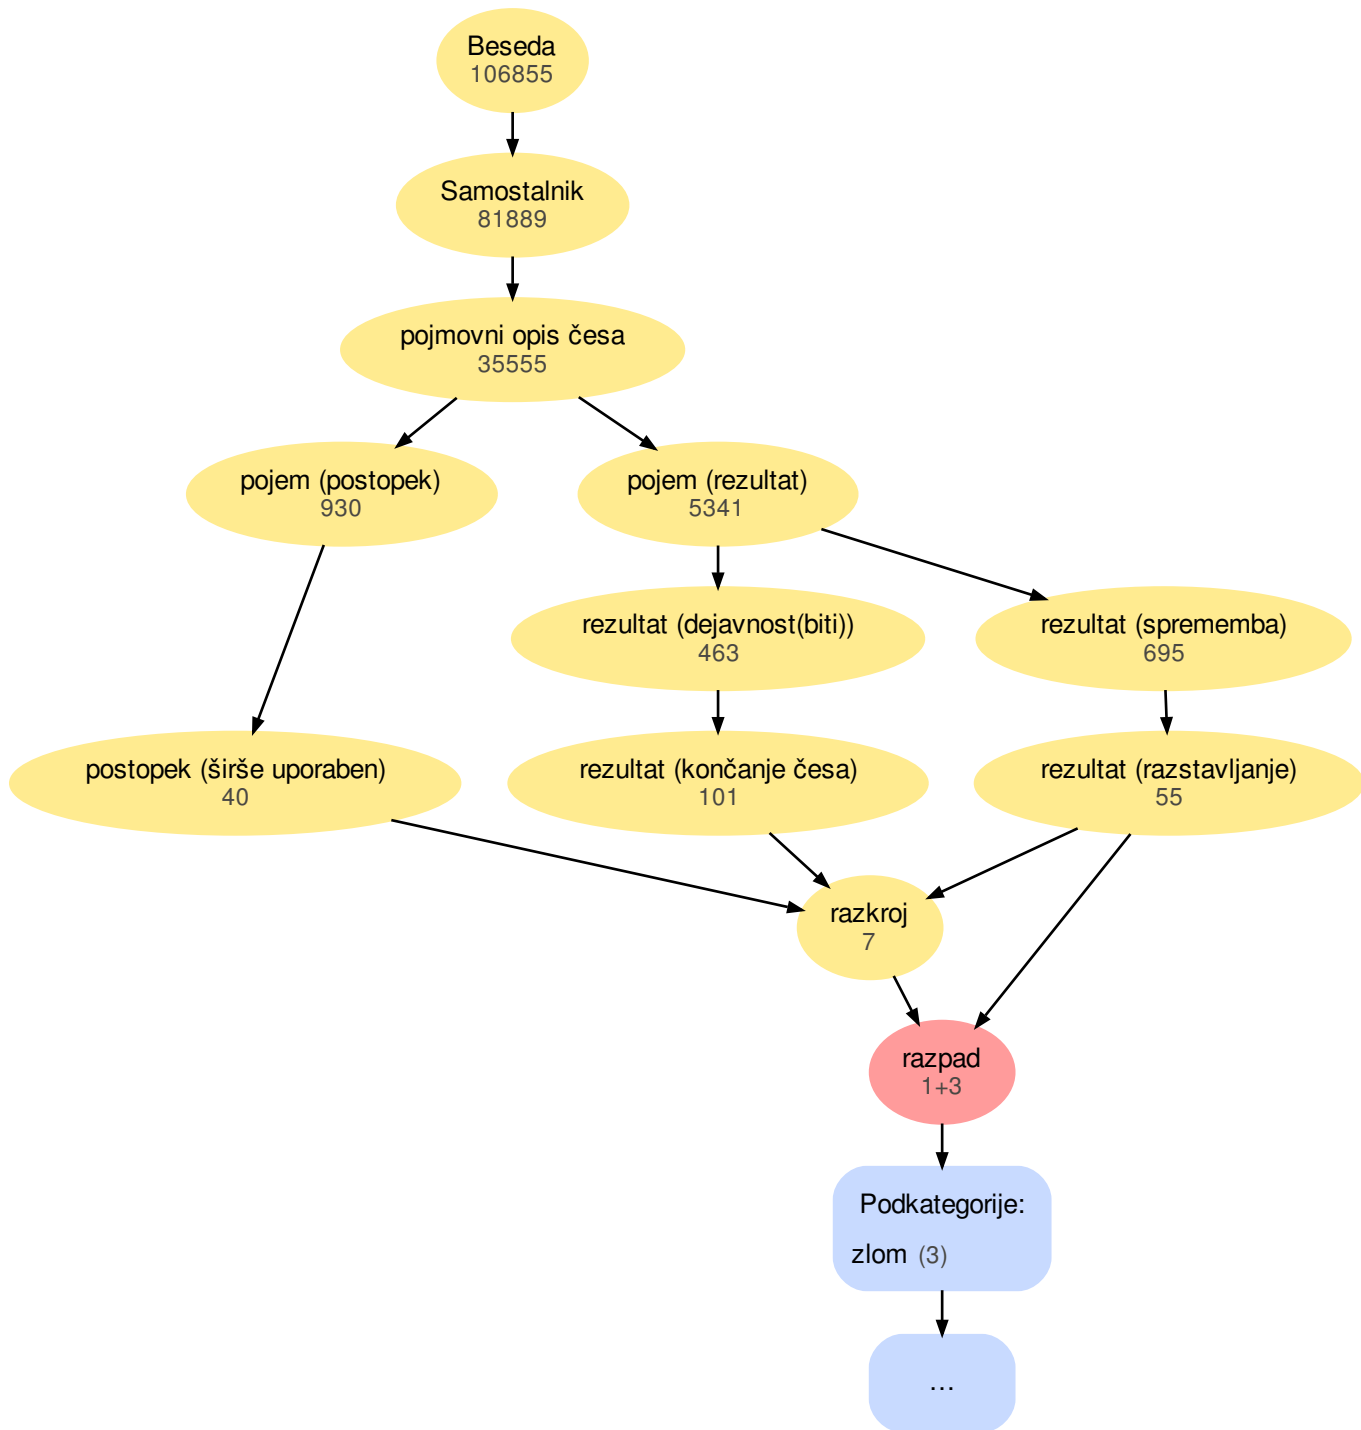 Beseda
106855
Samostalnik
81889
pojmovni opis česa
35555
pojem (postopek)
930
pojem (rezultat)
5341
rezultat (dejavnost(biti))
463
rezultat (sprememba)
695
postopek (širše uporaben)
40
rezultat (končanje česa)
101
rezultat (razstavljanje)
55
razkroj
7
razpad
1+3
Podkategorije:
zlom (3)
…